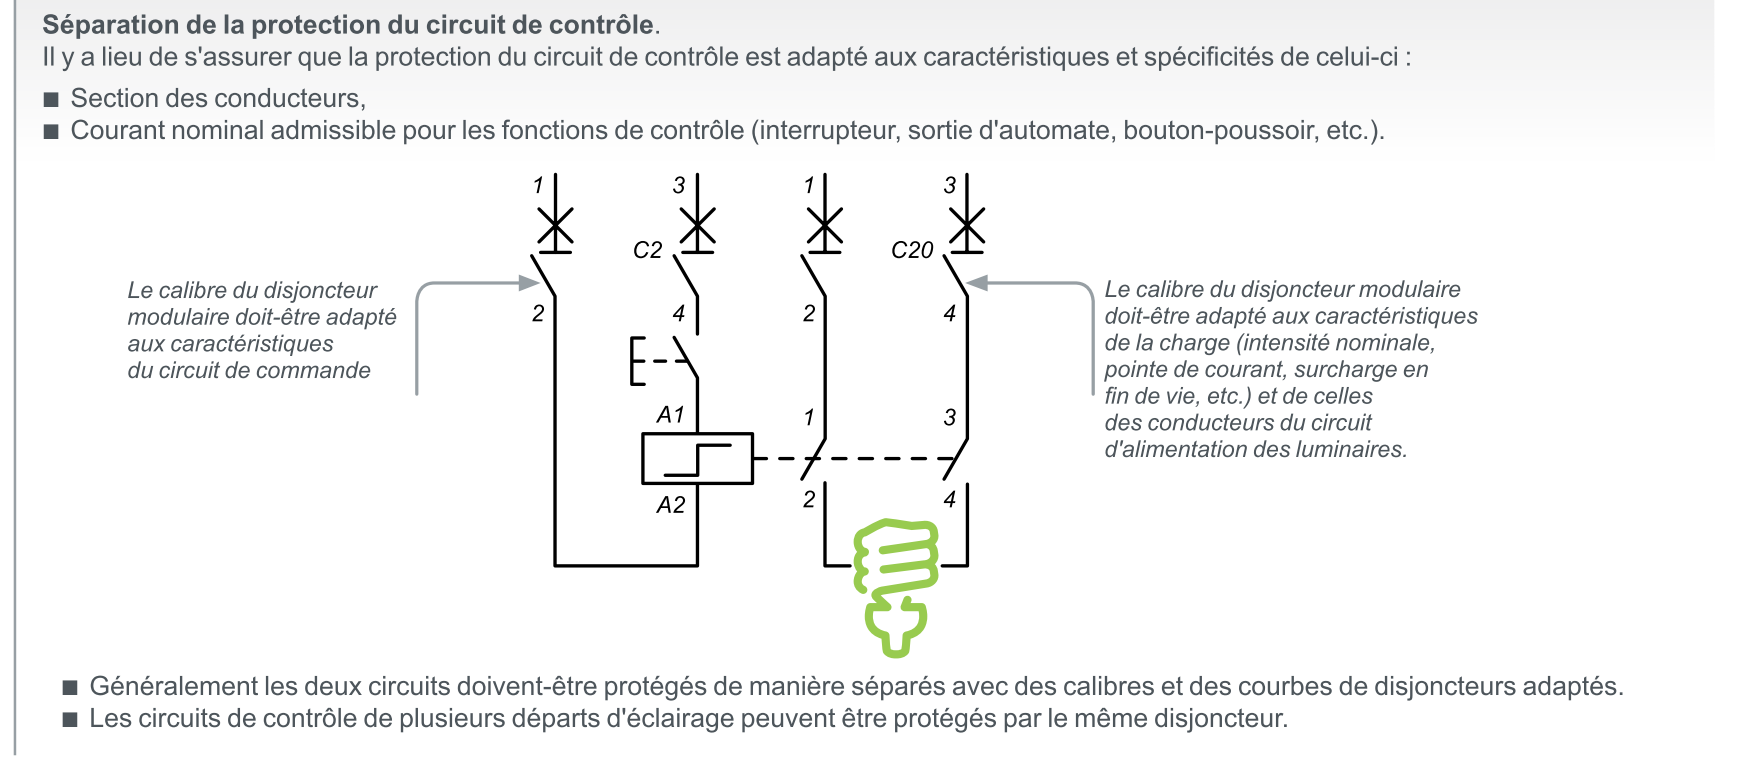 Séparation de la protection du circuit de contrôle.
Il y a lieu de s'assurer que la protection du circuit de contrôle est adapté aux caractéristiques et spécificités de celui-ci :
■ Section des conducteurs,
■ Courant nominal admissible pour les fonctions de contrôle (interrupteur, sortie d'automate, bouton-poussoir, etc.).
1
3
1
3
C2
C20
Le calibre du disjoncteur
modulaire doit-être adapté
aux caractéristiques
du circuit de commande
2
4
2
4
Le calibre du disjoncteur modulaire
doit-être adapté aux caractéristiques
de la charge (intensité nominale,
pointe de courant, surcharge en
fin de vie, etc.) et de celles
des conducteurs du circuit
d'alimentation des luminaires.
A1
1
3
A2
2
4
■ Généralement les deux circuits doivent-être protégés de manière séparés avec des calibres et des courbes de disjoncteurs adaptés.
■ Les circuits de contrôle de plusieurs départs d'éclairage peuvent être protégés par le même disjoncteur.